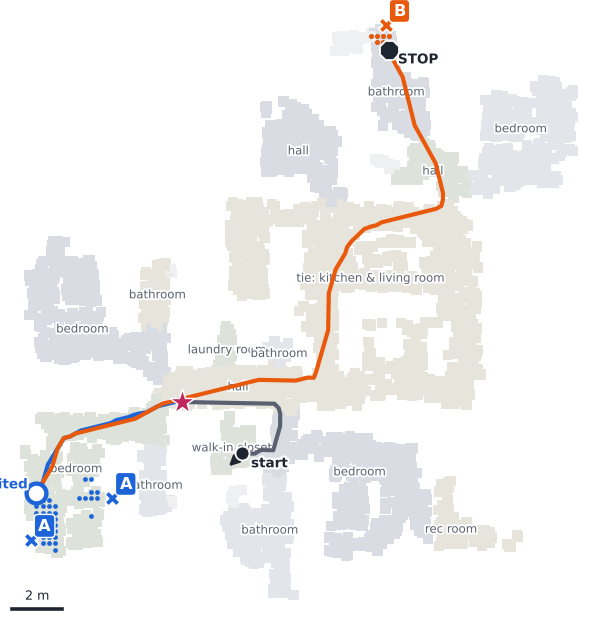 B
STOP
bathroom
bedroom
hall
hall
tie: kitchen & living room
bathroom
bedroom
laundry room
bathroom
hall
walk-in closet
start
bedroom
bedroom
ited
A
athroom
A
bathroom
rec room
2 m